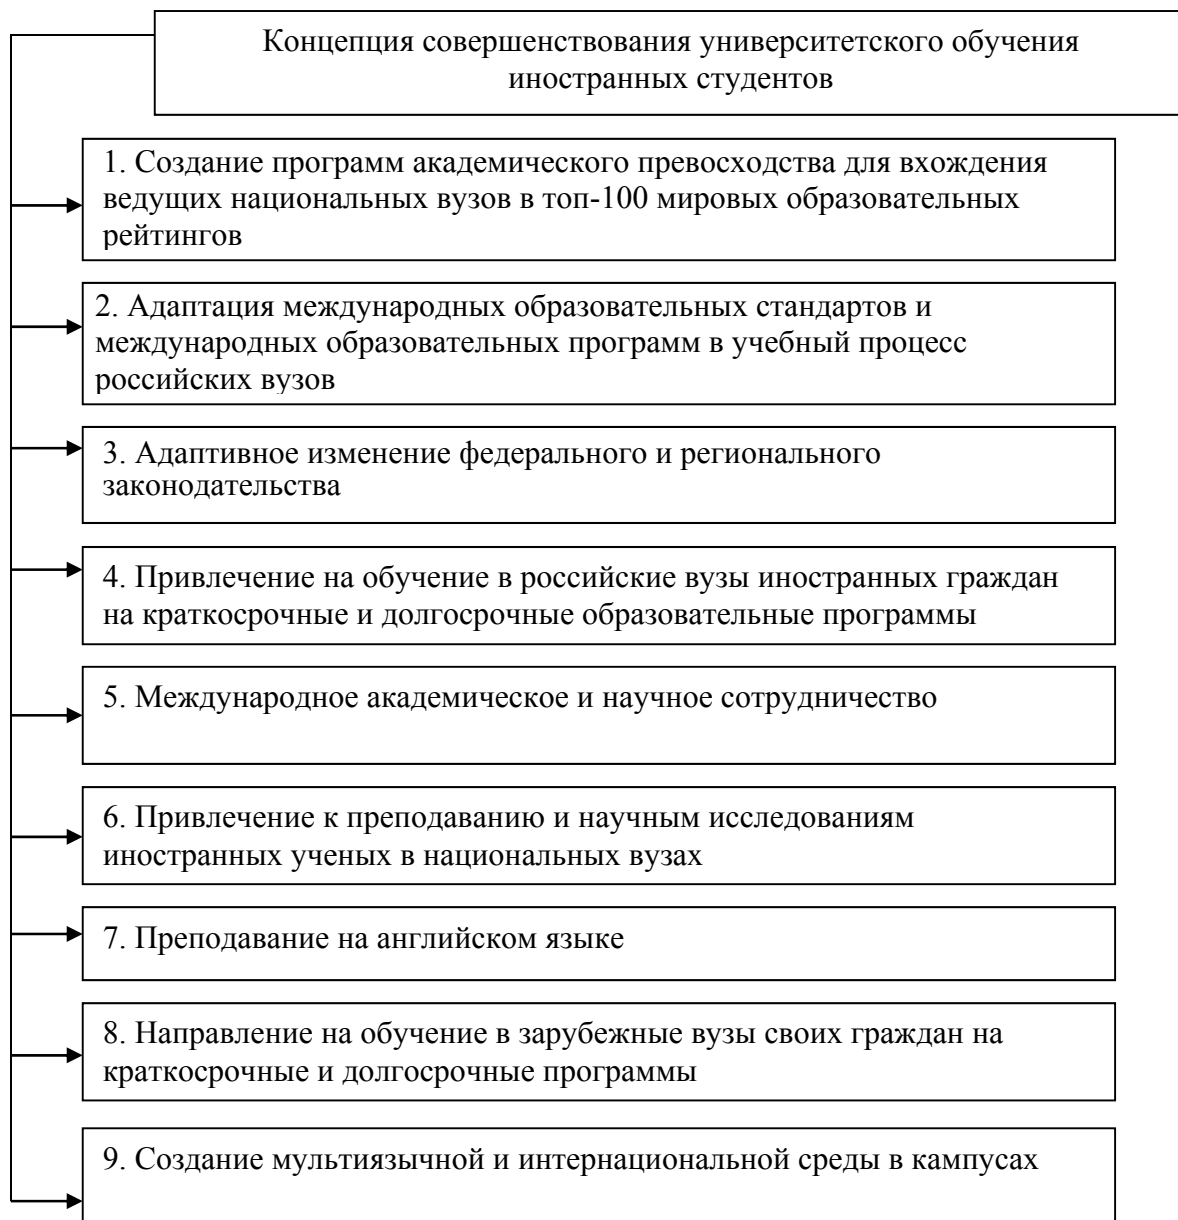 Концепция совершенствования университетского обучения
иностранных студентов
1. Создание программ академического превосходства для вхождения
ведущих национальных вузов в топ-100 мировых образовательных
рейтингов
2. Адаптация международных образовательных стандартов и
международных образовательных программ в учебный процесс
российских вузов
3. Адаптивное изменение федерального и регионального
законодательства
4. Привлечение на обучение в российские вузы иностранных граждан
на краткосрочные и долгосрочные образовательные программы
5. Международное академическое и научное сотрудничество
6. Привлечение к преподаванию и научным исследованиям
иностранных ученых в национальных вузах
7. Преподавание на английском языке
8. Направление на обучение в зарубежные вузы своих граждан на
краткосрочные и долгосрочные программы
9. Создание мультиязычной и интернациональной среды в кампусах